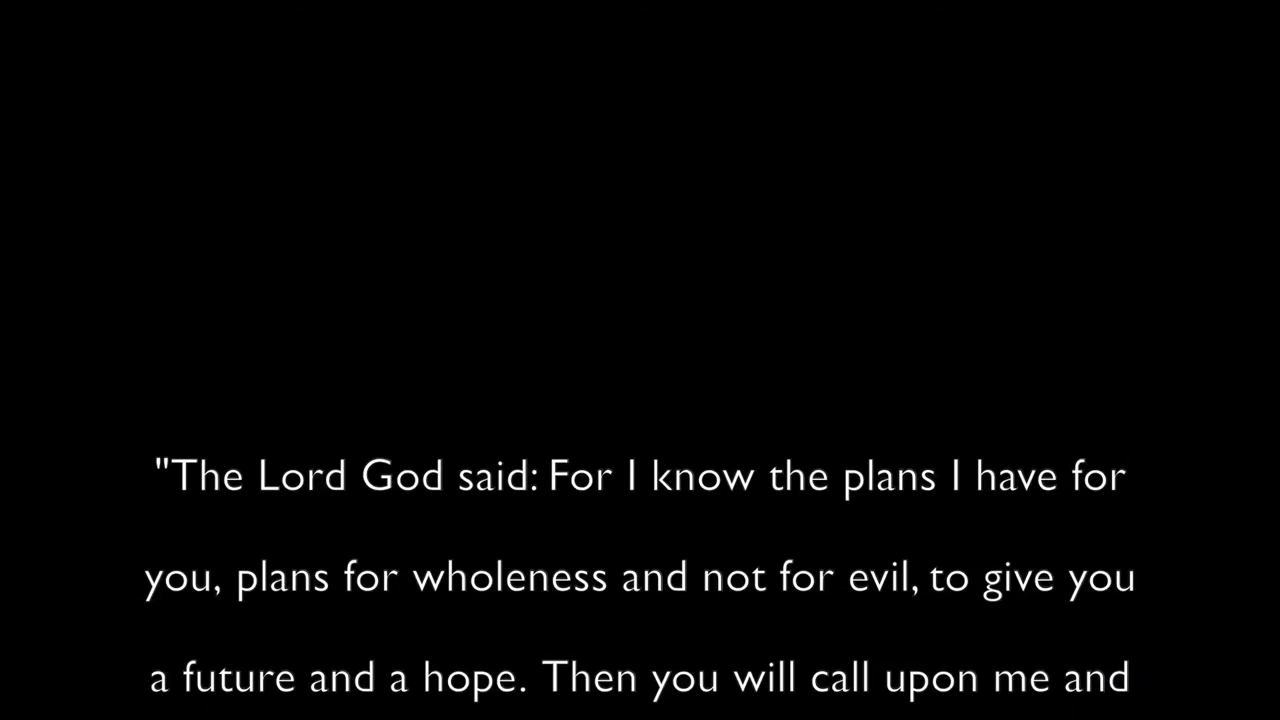 "The Lord God said: For I know the plans I have for
you, plans for wholeness and not for evil, to give you
a future and a hope. Then you will call upon me and